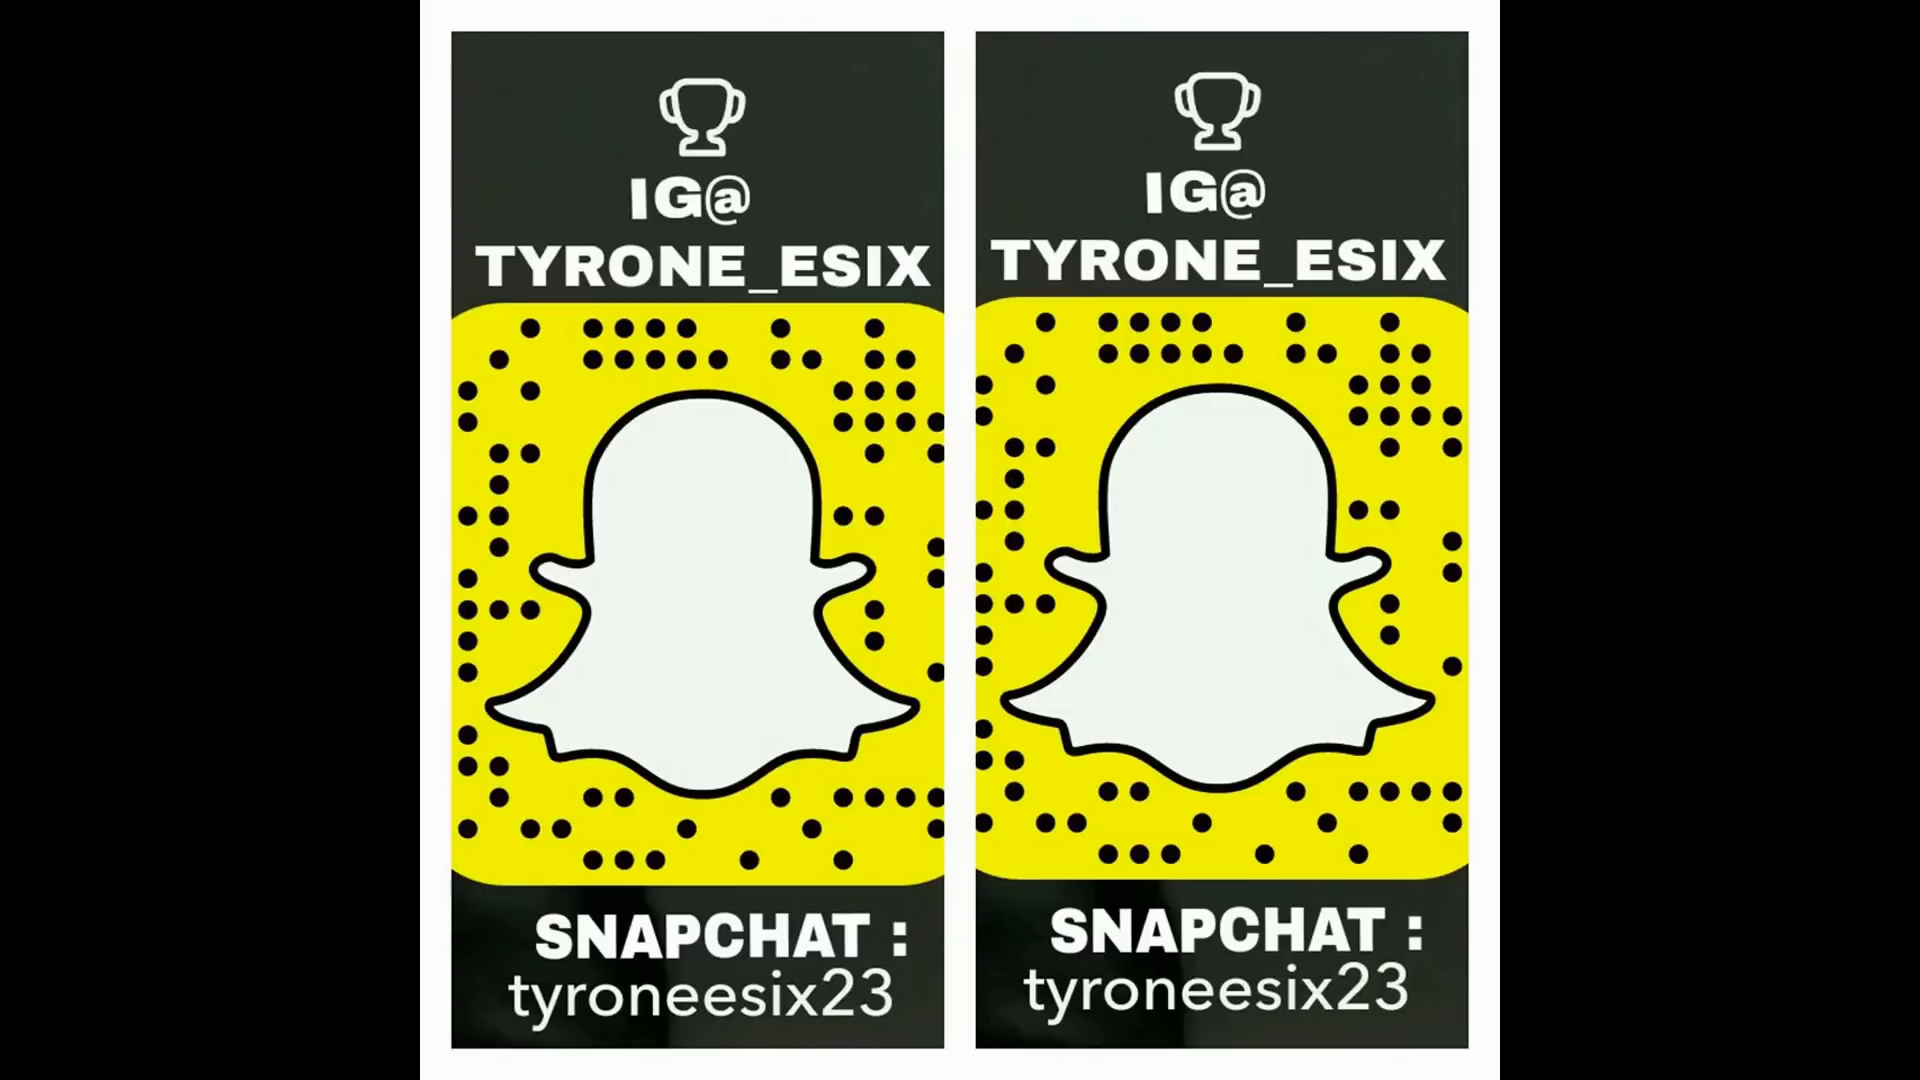 IG@
TYRONE_ESIX
SNAPCHAT :
tyroneesix23
IG@
TYRONE_ESIX
SNAPCHAT :
tyroneesix23